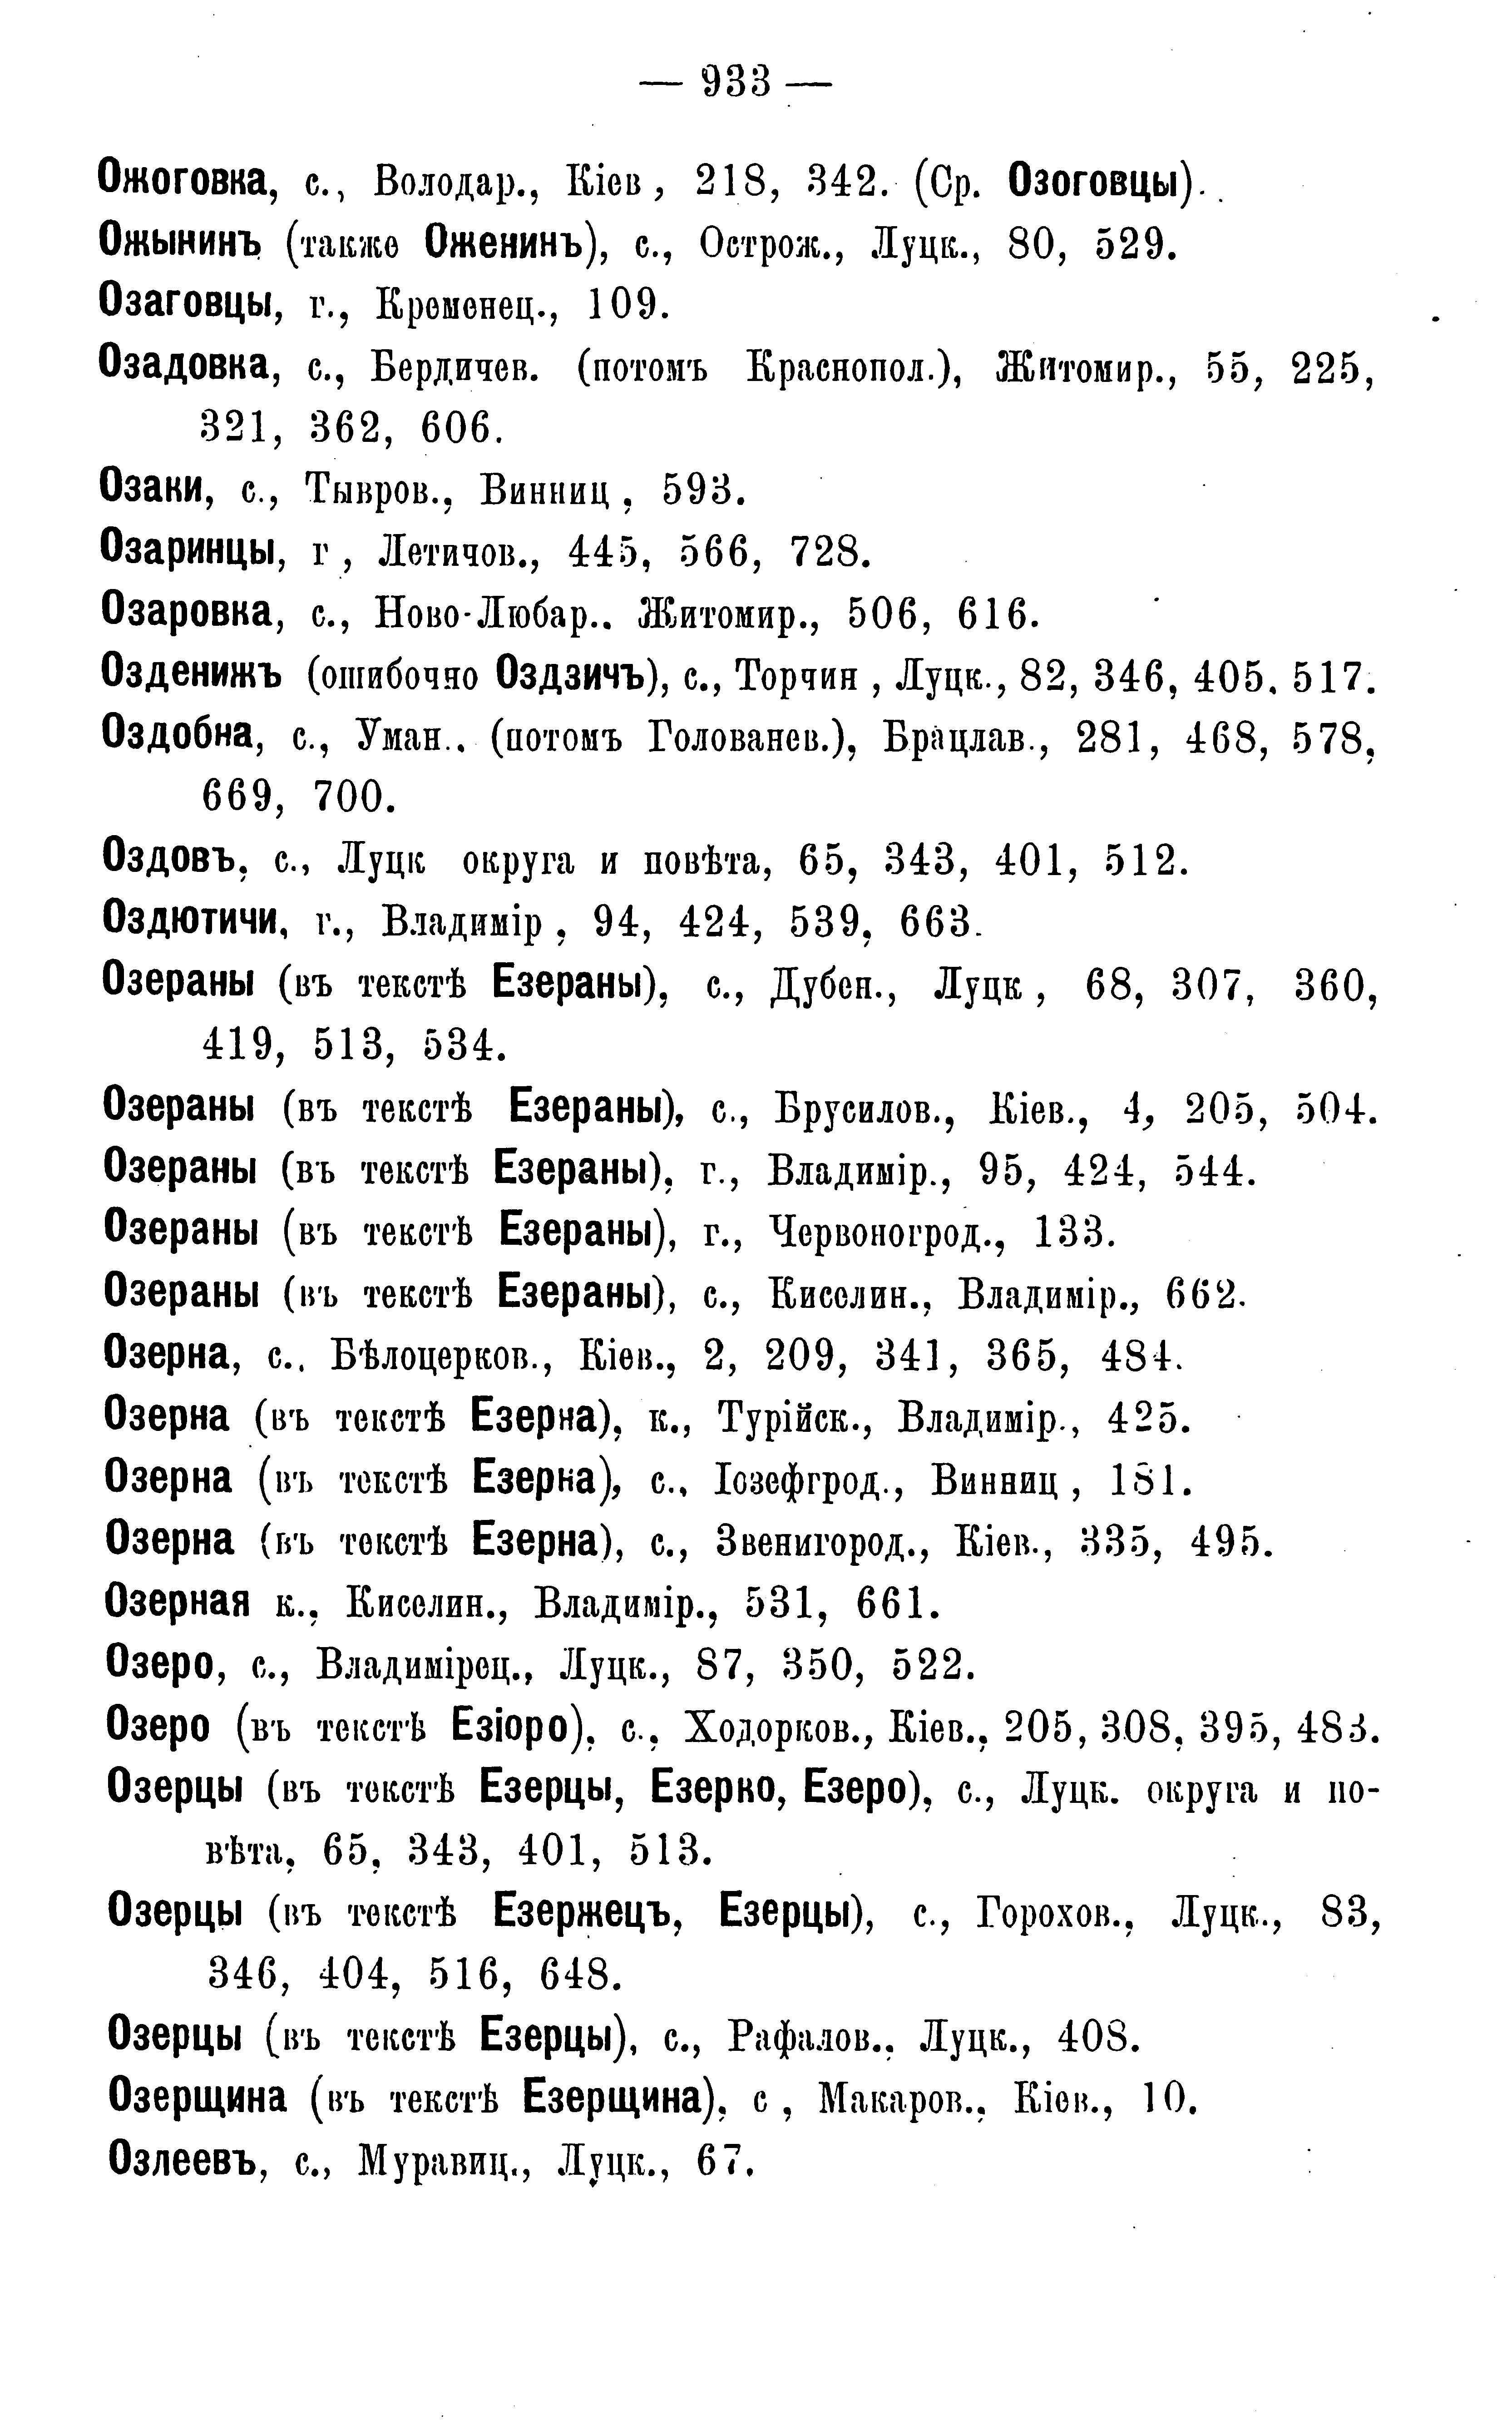 — 933 —
Ожоговка, с., Володар., Кіев , 218, 342. (Ср. Озоговцы).
Ожынинъ (также Оженинъ), с., Острож., Луцк., 80, 529.
Озаговцы, г., Кременец., 109.
Озадовка, с., Бердичев. (потомъ Краснопол.), Житомир., 55, 225,
321, 362, 606.
Озаки, с., Тывров., Винниц , 593.
Озаринцы, г , Летичов., 445, 566, 728.
Озаровка, с., Ново-Любар.. Житомир., 506, 616.
Озденижъ (ошибочно Оздзичъ), с., Торчин , Луцк., 82, 346, 405, 517.
Оздобна, с., Уман.. (потомъ Голованев.), Брацлав., 281, 468, 578,
669, 700.
Оздовъ, с., Луцк округа и повѣта, 65, 343, 401, 512.
Оздютичи, г., Владимір , 94, 424, 539, 663.
Озераны (въ текстѣ Езераны), с., Дубен., Луцк , 68, 307, 360,
419, 513, 534.
Озераны (въ текстѣ Езераны), с., Брусилов., Кіев., 4, 205, 504.
Озераны (въ текстѣ Езераны), г., Владимір., 95, 424, 544.
Озераны (въ текстѣ Езераны), г., Червоногрод., 133.
Озераны (въ текстѣ Езераны), с., Киселин., Владимір., 662.
Озерна, с., Бѣлоцерков., Кіев., 2, 209, 341, 365, 484.
Озерна (въ текстѣ Езерна), к., Турійск., Владимір., 425.
Озерна (въ текстѣ Езерна), с., Іозефгрод., Винниц , 181.
Озерна (въ текстѣ Езерна), с., Звенигород., Кіев., 335, 495.
Озерная к., Киселин., Владимір., 531, 661.
Озеро, с., Владимірец., Луцк., 87, 350, 522.
Озеро (въ текстѣ Езіоро), с., Ходорков., Кіев., 205, 308, 395, 483.
Озерцы (въ текстѣ Езерцы, Езерко, Езеро), с., Луцк. округа и по-
вѣта, 65, 343, 401, 513.
Озерцы (въ текстѣ Езержецъ, Езерцы), с., Горохов., Луцк., 83,
346, 404, 516, 648.
Озерцы (въ текстѣ Езерцы), с., Рафалов., Луцк., 408.
Озерщина (въ текстѣ Езерщина), с , Макаров., Кіев., 10.
Озлеевъ, с., Муравиц., Луцк., 67.